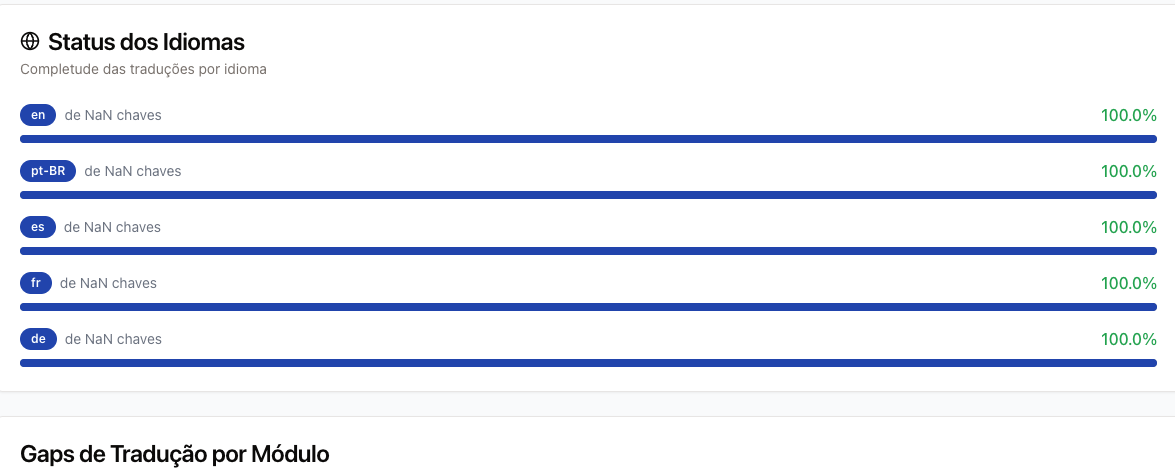 Status dos Idiomas
Completude das traduções por idioma
en de NaN chaves 100.0%
pt-BR de NaN chaves 100.0%
es de NaN chaves 100.0%
fr de NaN chaves 100.0%
de de NaN chaves 100.0%
Gaps de Tradução por Módulo